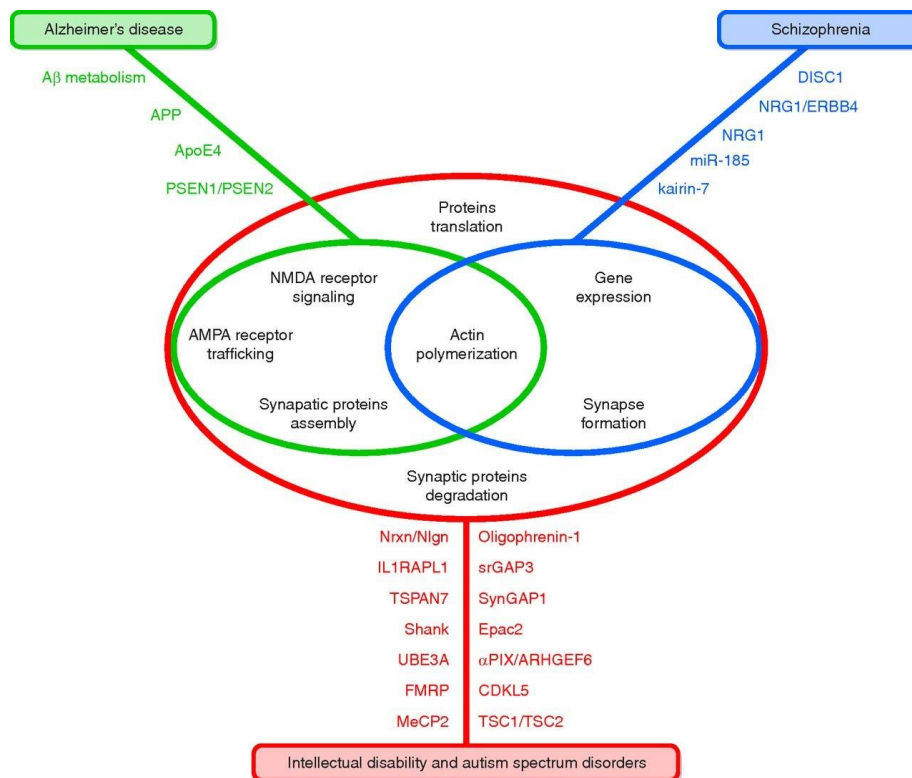 Alzheimer's disease
Schizophrenia
Aβ metabolism
APP
ApoE4
PSEN1/PSEN2
DISC1
NRG1/ERBB4
NRG1
miR-185
kairin-7
Proteins
translation
NMDA receptor
signaling
Gene
expression
AMPA receptor
trafficking
Actin
polymerization
Synapatic proteins
assembly
Synapse
formation
Synaptic proteins
degradation
Nrxn/Nlgn
Oligophrenin-1
IL1RAPL1
srGAP3
TSPAN7
SynGAP1
Shank
Epac2
UBE3A
αPIX/ARHGEF6
FMRP
CDKL5
MeCP2
TSC1/TSC2
Intellectual disability and autism spectrum disorders